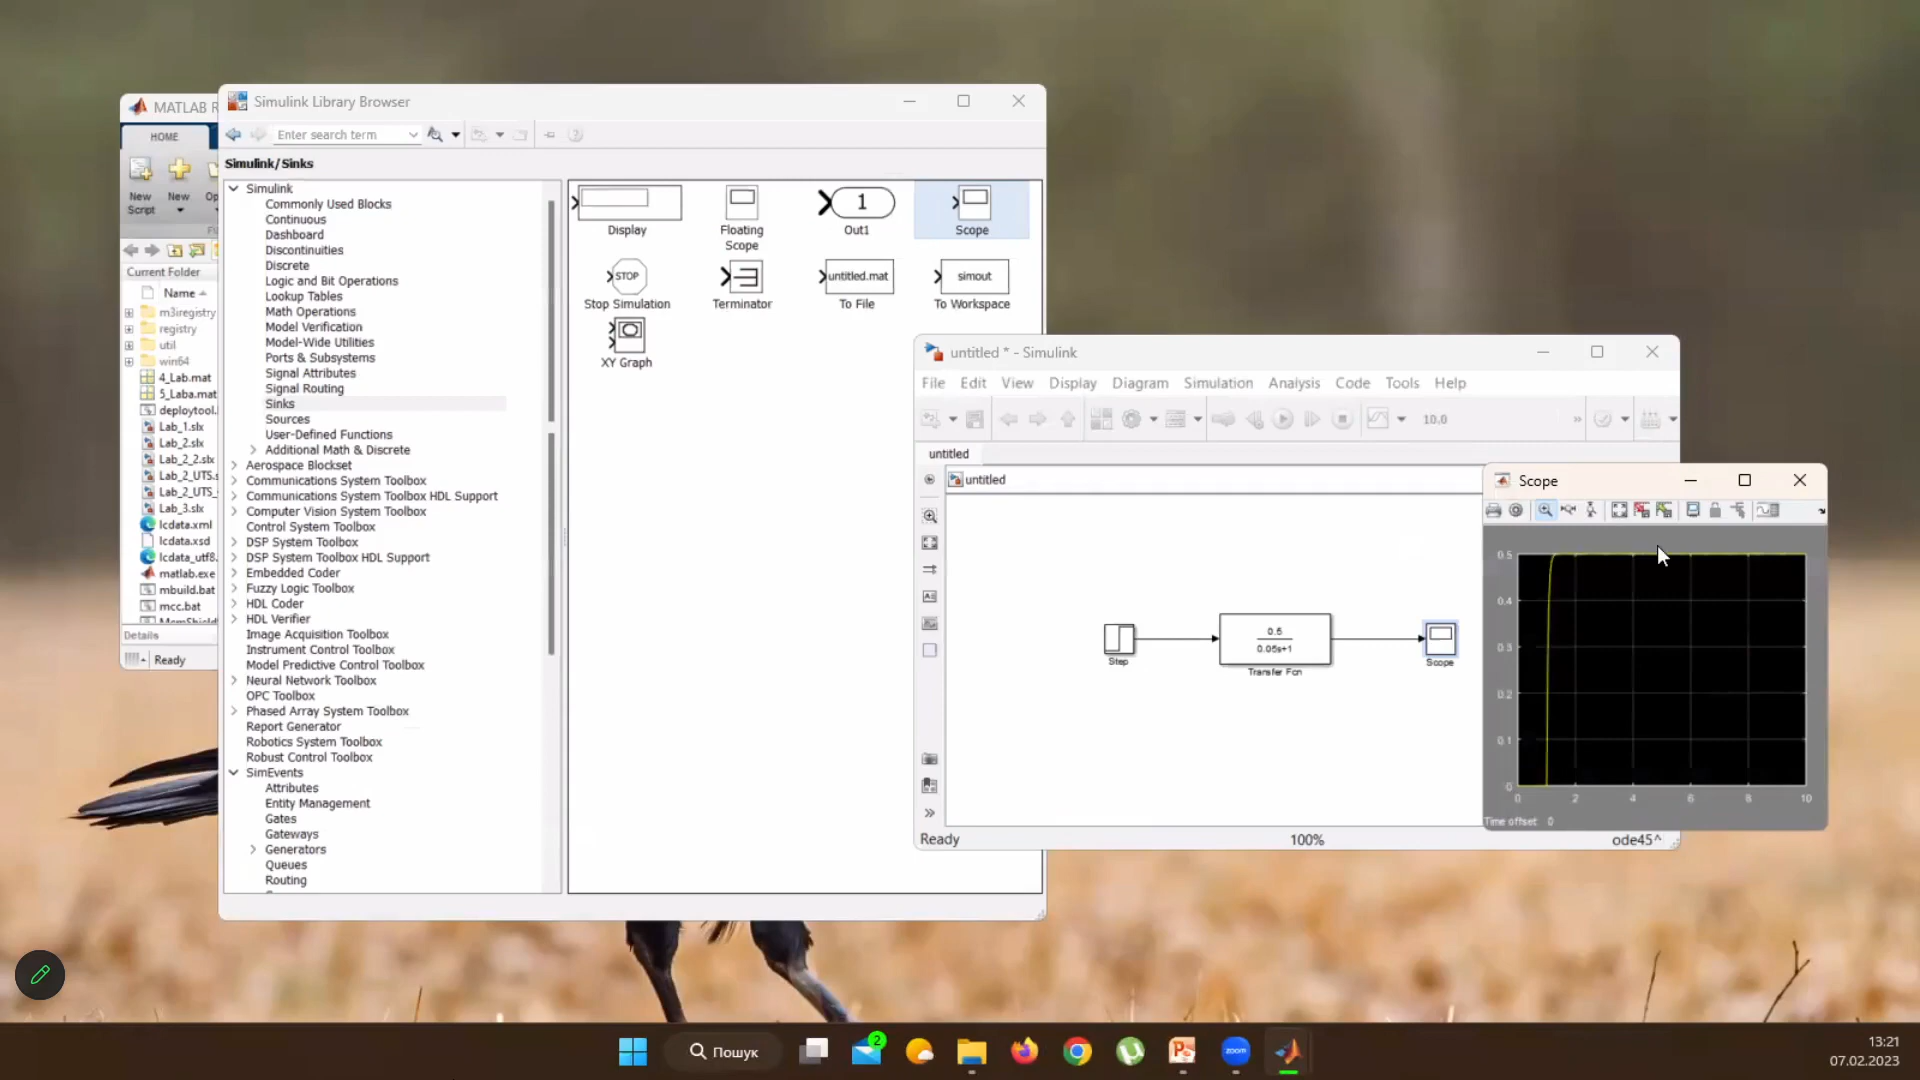 MATLAB R
HOME
New
Script
New
Op
Current Folder
Name
m3iregistry
registry
util
win64
4_Lab.mat
5_Laba.mat
deploytool.
Lab_1.slx
Lab_2.slx
Lab_2_2.slx
Lab_2_UTS.s
Lab_2_UTS_
Lab_3.slx
lcdata.xml
lcdata.xsd
lcdata_utf8.
matlab.exe
mbuild.bat
mcc.bat
Details
Ready
Simulink Library Browser
Enter search term
Simulink/Sinks
Simulink
Commonly Used Blocks
Continuous
Dashboard
Discontinuities
Discrete
Logic and Bit Operations
Lookup Tables
Math Operations
Model Verification
Model-Wide Utilities
Ports & Subsystems
Signal Attributes
Signal Routing
Sinks
Sources
User-Defined Functions
Additional Math & Discrete
Aerospace Blockset
Communications System Toolbox
Communications System Toolbox HDL Support
Computer Vision System Toolbox
Control System Toolbox
DSP System Toolbox
DSP System Toolbox HDL Support
Embedded Coder
Fuzzy Logic Toolbox
HDL Coder
HDL Verifier
Image Acquisition Toolbox
Instrument Control Toolbox
Model Predictive Control Toolbox
Neural Network Toolbox
OPC Toolbox
Phased Array System Toolbox
Report Generator
Robotics System Toolbox
Robust Control Toolbox
SimEvents
Attributes
Entity Management
Gates
Gateways
Generators
Queues
Routing
Display
Floating
Scope
1
Out1
Scope
STOP
Stop Simulation
Terminator
untitled.mat
To File
simout
To Workspace
XY Graph
untitled * - Simulink
File Edit View Display Diagram Simulation Analysis Code Tools Help
10.0
untitled
untitled
Step
0.5
0.05s+1
Transfer Fcn
Scope
Ready
100%
ode45^
Scope
0.5
0.4
0.3
0.2
0.1
0
0 2 4 6 8 10
Time offset: 0
Пошук
2
zoom
13:21
07.02.2023